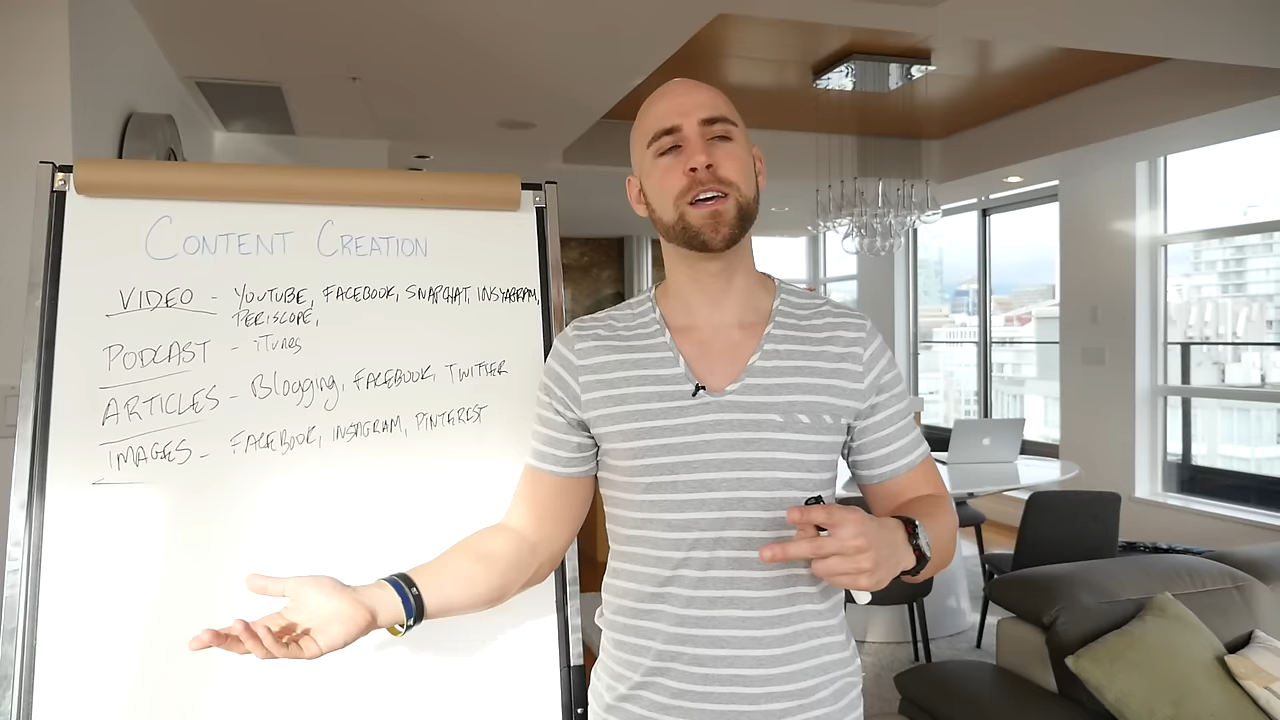 CONTENT CREATION
VIDEO - YOUTUBE, FACEBOOK, SNAPCHAT, INSTAGRAM,
PERISCOPE,
PODCAST - iTunes
ARTICLES - Blogging, FACEBOOK, TWITTER
IMAGES - FACEBOOK, INSTAGRAM, PINTEREST